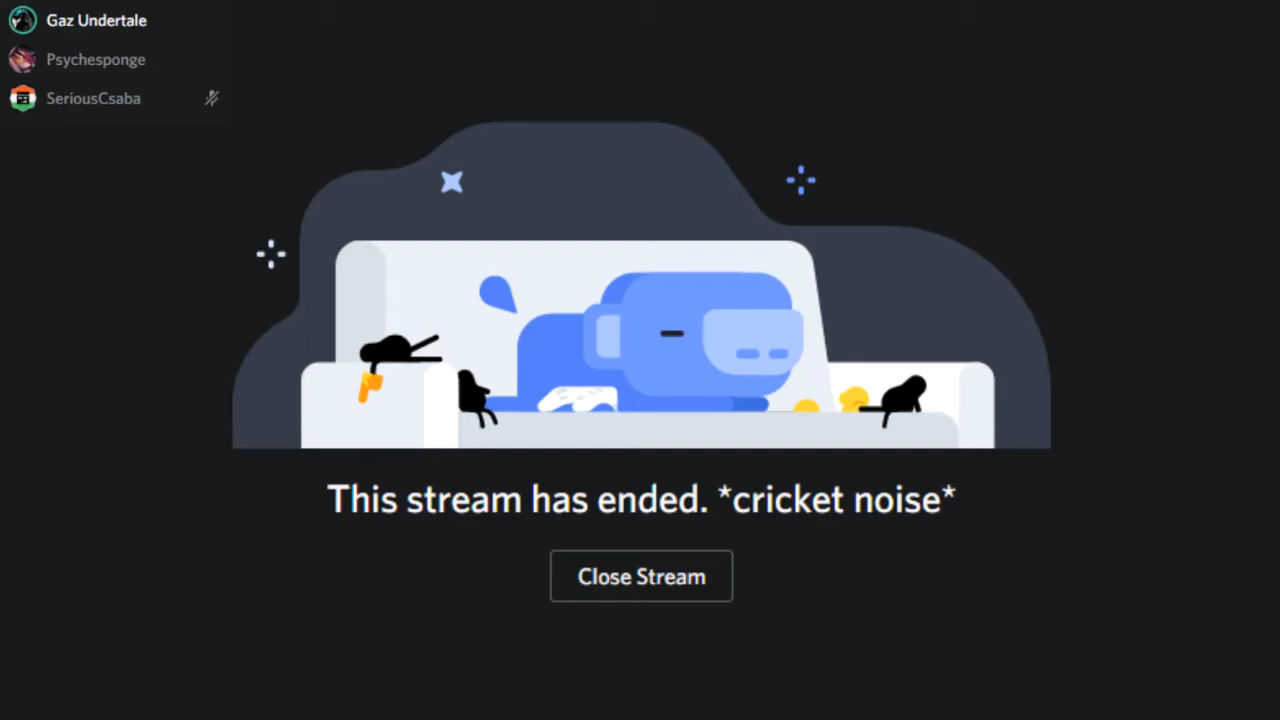 Gaz Undertale
Psychesponge
SeriousCsaba
This stream has ended. *cricket noise*
Close Stream